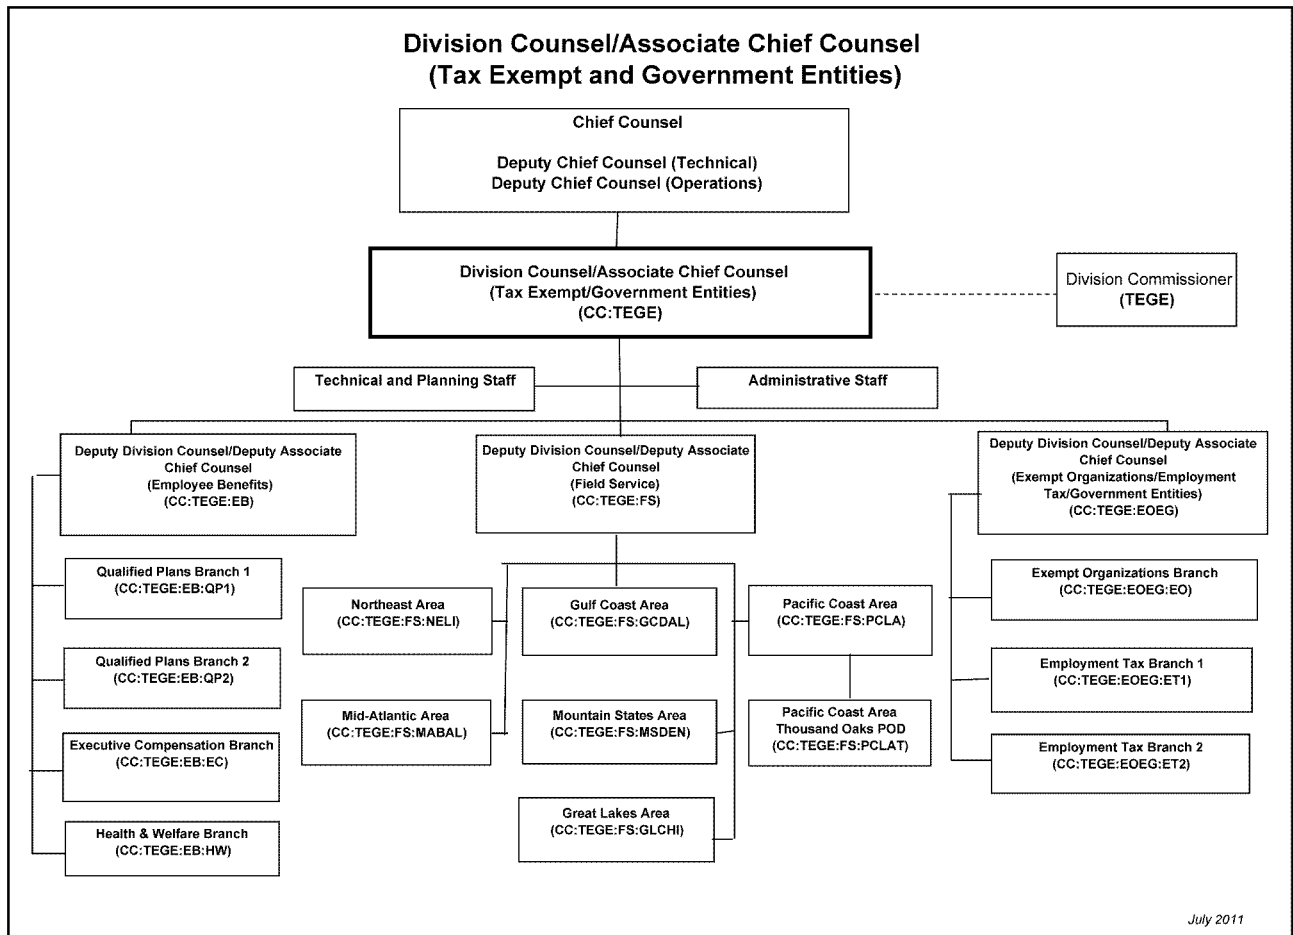 Division Counsel/Associate Chief Counsel
(Tax Exempt and Government Entities)
Chief Counsel
Deputy Chief Counsel (Technical)
Deputy Chief Counsel (Operations)
Division Counsel/Associate Chief Counsel
(Tax Exempt/Government Entities)
(CC:TEGE)
Division Commissioner
(TEGE)
Technical and Planning Staff
Administrative Staff
Deputy Division Counsel/Deputy Associate
Chief Counsel
(Employee Benefits)
(CC:TEGE:EB)
Qualified Plans Branch 1
(CC:TEGE:EB:QP1)
Qualified Plans Branch 2
(CC:TEGE:EB:QP2)
Executive Compensation Branch
(CC:TEGE:EB:EC)
Health & Welfare Branch
(CC:TEGE:EB:HW)
Deputy Division Counsel/Deputy Associate
Chief Counsel
(Field Service)
(CC:TEGE:FS)
Northeast Area
(CC:TEGE:FS:NELI)
Mid-Atlantic Area
(CC:TEGE:FS:MABAL)
Gulf Coast Area
(CC:TEGE:FS:GCDAL)
Mountain States Area
(CC:TEGE:FS:MSDEN)
Great Lakes Area
(CC:TEGE:FS:GLCHI)
Pacific Coast Area
(CC:TEGE:FS:PCLA)
Pacific Coast Area
Thousand Oaks POD
(CC:TEGE:FS:PCLAT)
Deputy Division Counsel/Deputy Associate
Chief Counsel
(Exempt Organizations/Employment
Tax/Government Entities)
(CC:TEGE:EOEG)
Exempt Organizations Branch
(CC:TEGE:EOEG:EO)
Employment Tax Branch 1
(CC:TEGE:EOEG:ET1)
Employment Tax Branch 2
(CC:TEGE:EOEG:ET2)
July 2011